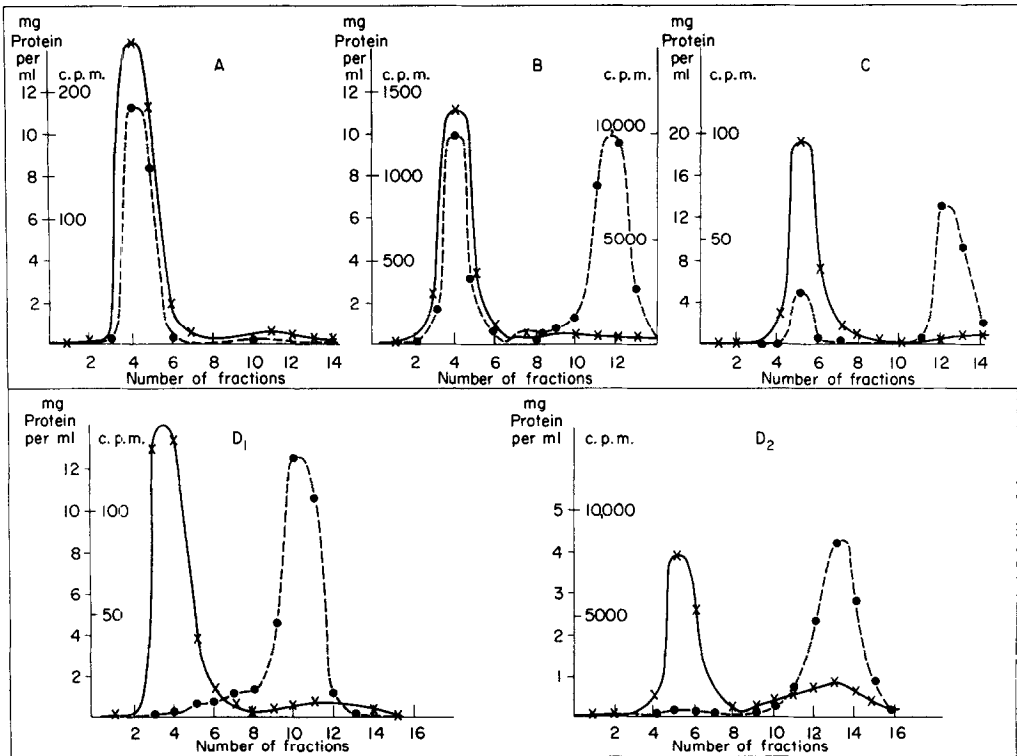 mg
Protein
per
ml c.p.m.
A
12 200
10
8
6 100
4
2
2 4 6 8 10 12 14
Number of fractions
mg
Protein
per
ml c.p.m.
B
c.p.m.
12 1500
10 10000
8 1000
6
4 500 5000
2
2 4 6 8 10 12
Number of fractions
mg
Protein
per
ml c.p.m.
C
20 100
16
12 50
8
4
2 4 6 8 10 12 14
Number of fractions
mg
Protein
per ml c.p.m.
D1
12
10 100
8
6
4 50
2
2 4 6 8 10 12 14 16
Number of fractions
mg
Protein
per ml c.p.m.
D2
5 10,000
4
3
2 5000
1
2 4 6 8 10 12 14 16
Number of fractions